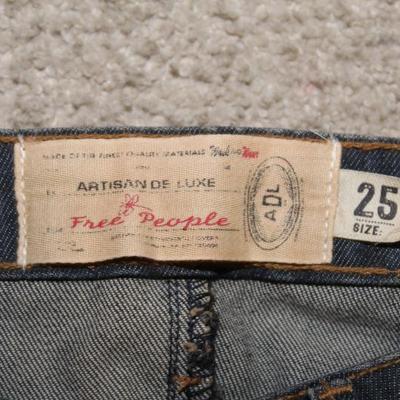 MADE OF THE FINEST QUALITY MATERIALS
ARTISAN DE LUXE
Free People
ADL
25
SIZE: